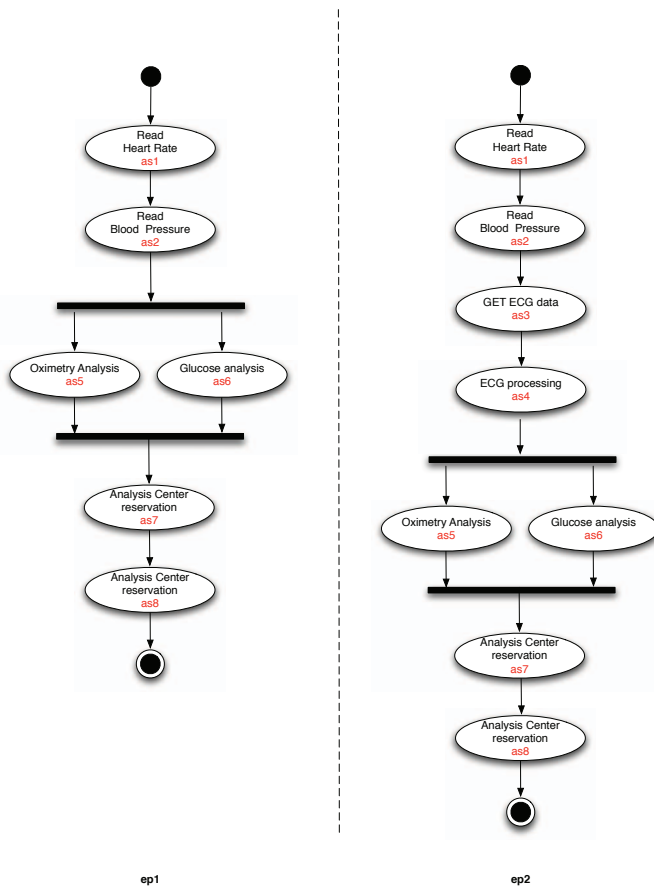 Read
Heart Rate
as1
Read
Blood Pressure
as2
Oximetry Analysis
as5
Glucose analysis
as6
Analysis Center
reservation
as7
Analysis Center
reservation
as8
ep1
Read
Heart Rate
as1
Read
Blood Pressure
as2
GET ECG data
as3
ECG processing
as4
Oximetry Analysis
as5
Glucose analysis
as6
Analysis Center
reservation
as7
Analysis Center
reservation
as8
ep2